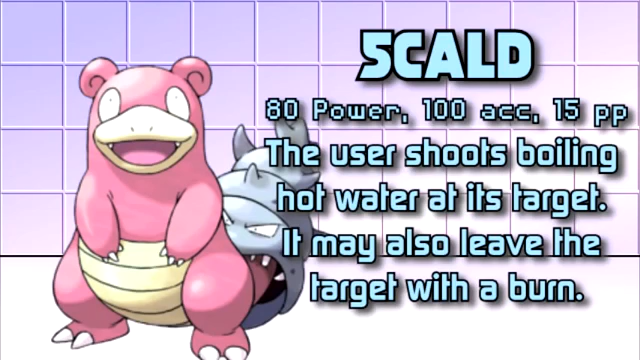 SCALD
80 Power, 100 acc, 15 pp
The user shoots boiling
hot water at its target.
It may also leave the
target with a burn.